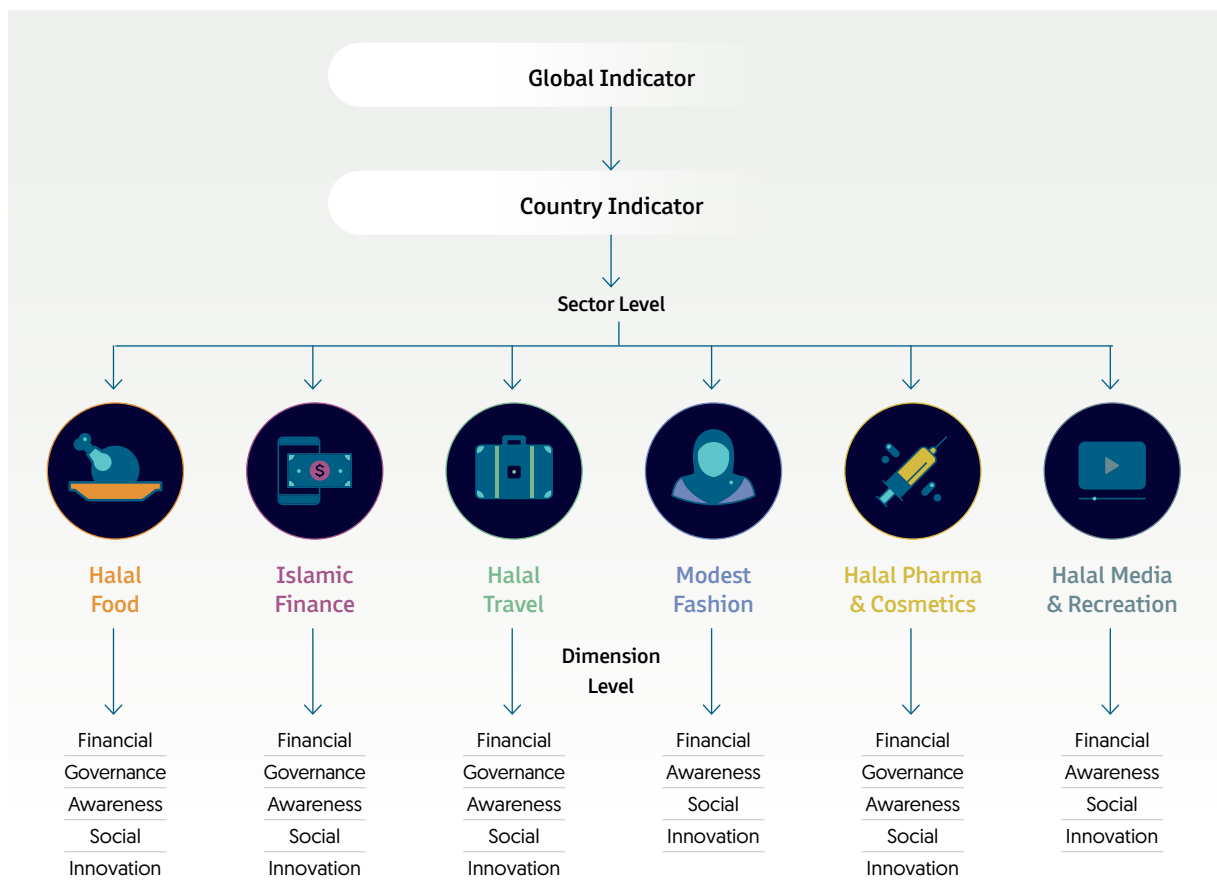 Global Indicator
Country Indicator
Sector Level
Halal
Food
Islamic
Finance
Halal
Travel
Modest
Fashion
Halal Pharma
& Cosmetics
Halal Media
& Recreation
Dimension
Level
Financial
Governance
Awareness
Social
Innovation
Financial
Governance
Awareness
Social
Innovation
Financial
Governance
Awareness
Social
Innovation
Financial
Awareness
Social
Innovation
Financial
Governance
Awareness
Social
Innovation
Financial
Awareness
Social
Innovation